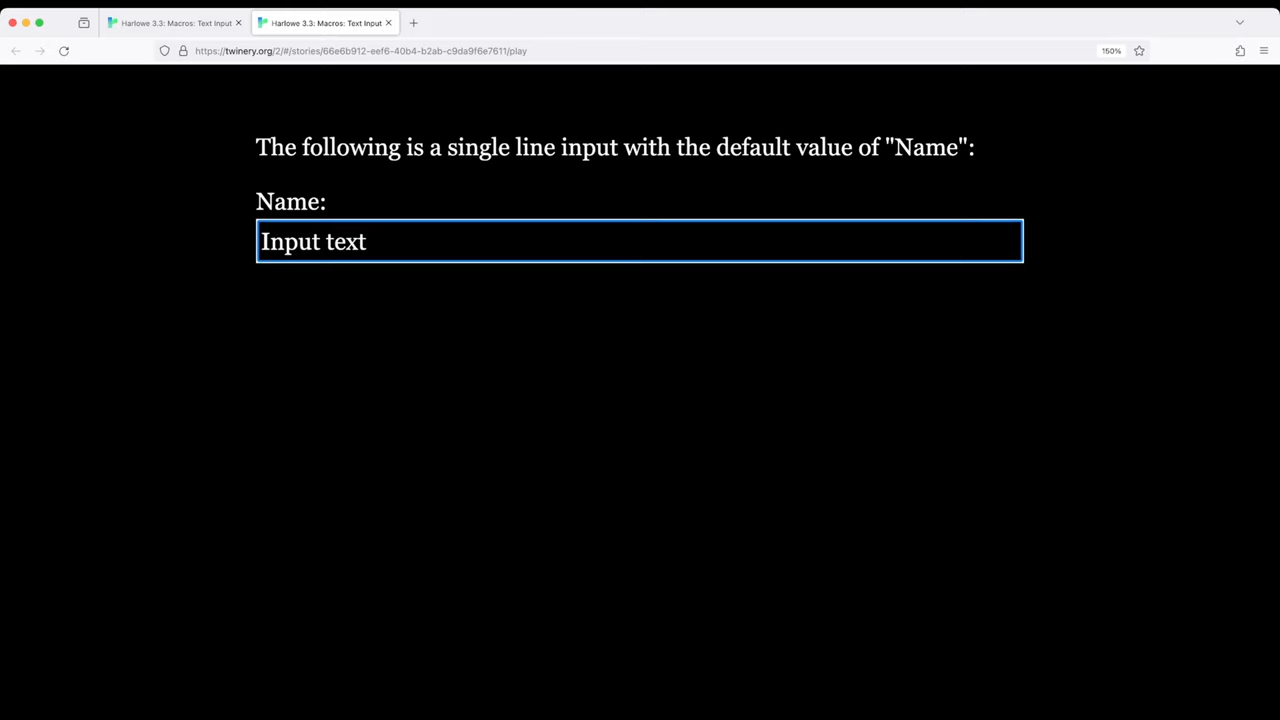 Harlowe 3.3: Macros: Text Input
Harlowe 3.3: Macros: Text Input
https://twinery.org/2/#/stories/66e6b912-eef6-40b4-b2ab-c9da9f6e7611/play
150%
The following is a single line input with the default value of "Name":
Name:
Input text